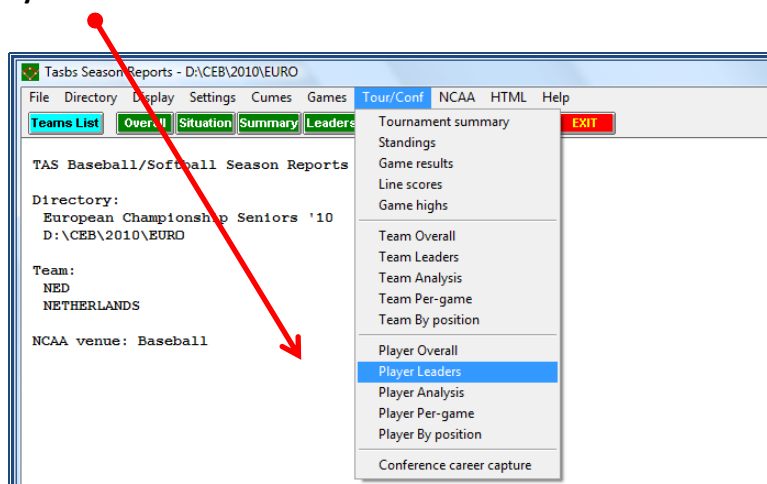 Tasbs Season Reports - D:\CEB\2010\EURO
File Directory Display Settings Cumes Games Tour/Conf NCAA HTML Help
Teams List Overall Situation Summary Leaders EXIT
TAS Baseball/Softball Season Reports
Directory:
European Championship Seniors '10
D:\CEB\2010\EURO
Team:
NED
NETHERLANDS
NCAA venue: Baseball
Tournament summary
Standings
Game results
Line scores
Game highs
Team Overall
Team Leaders
Team Analysis
Team Per-game
Team By position
Player Overall
Player Leaders
Player Analysis
Player Per-game
Player By position
Conference career capture